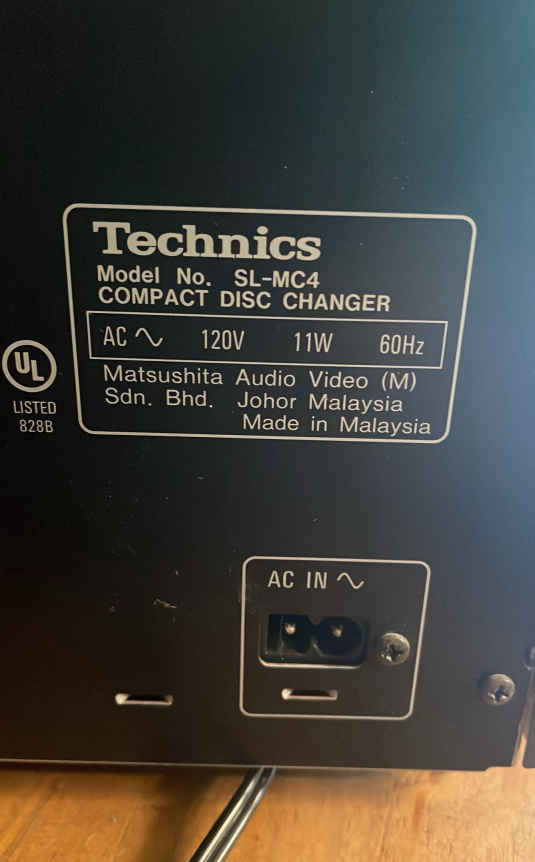 Technics
Model No. SL-MC4
COMPACT DISC CHANGER
AC 120V 11W 60Hz
Matsushita Audio Video (M)
Sdn. Bhd. Johor Malaysia
Made in Malaysia
UL
LISTED
828B
AC IN